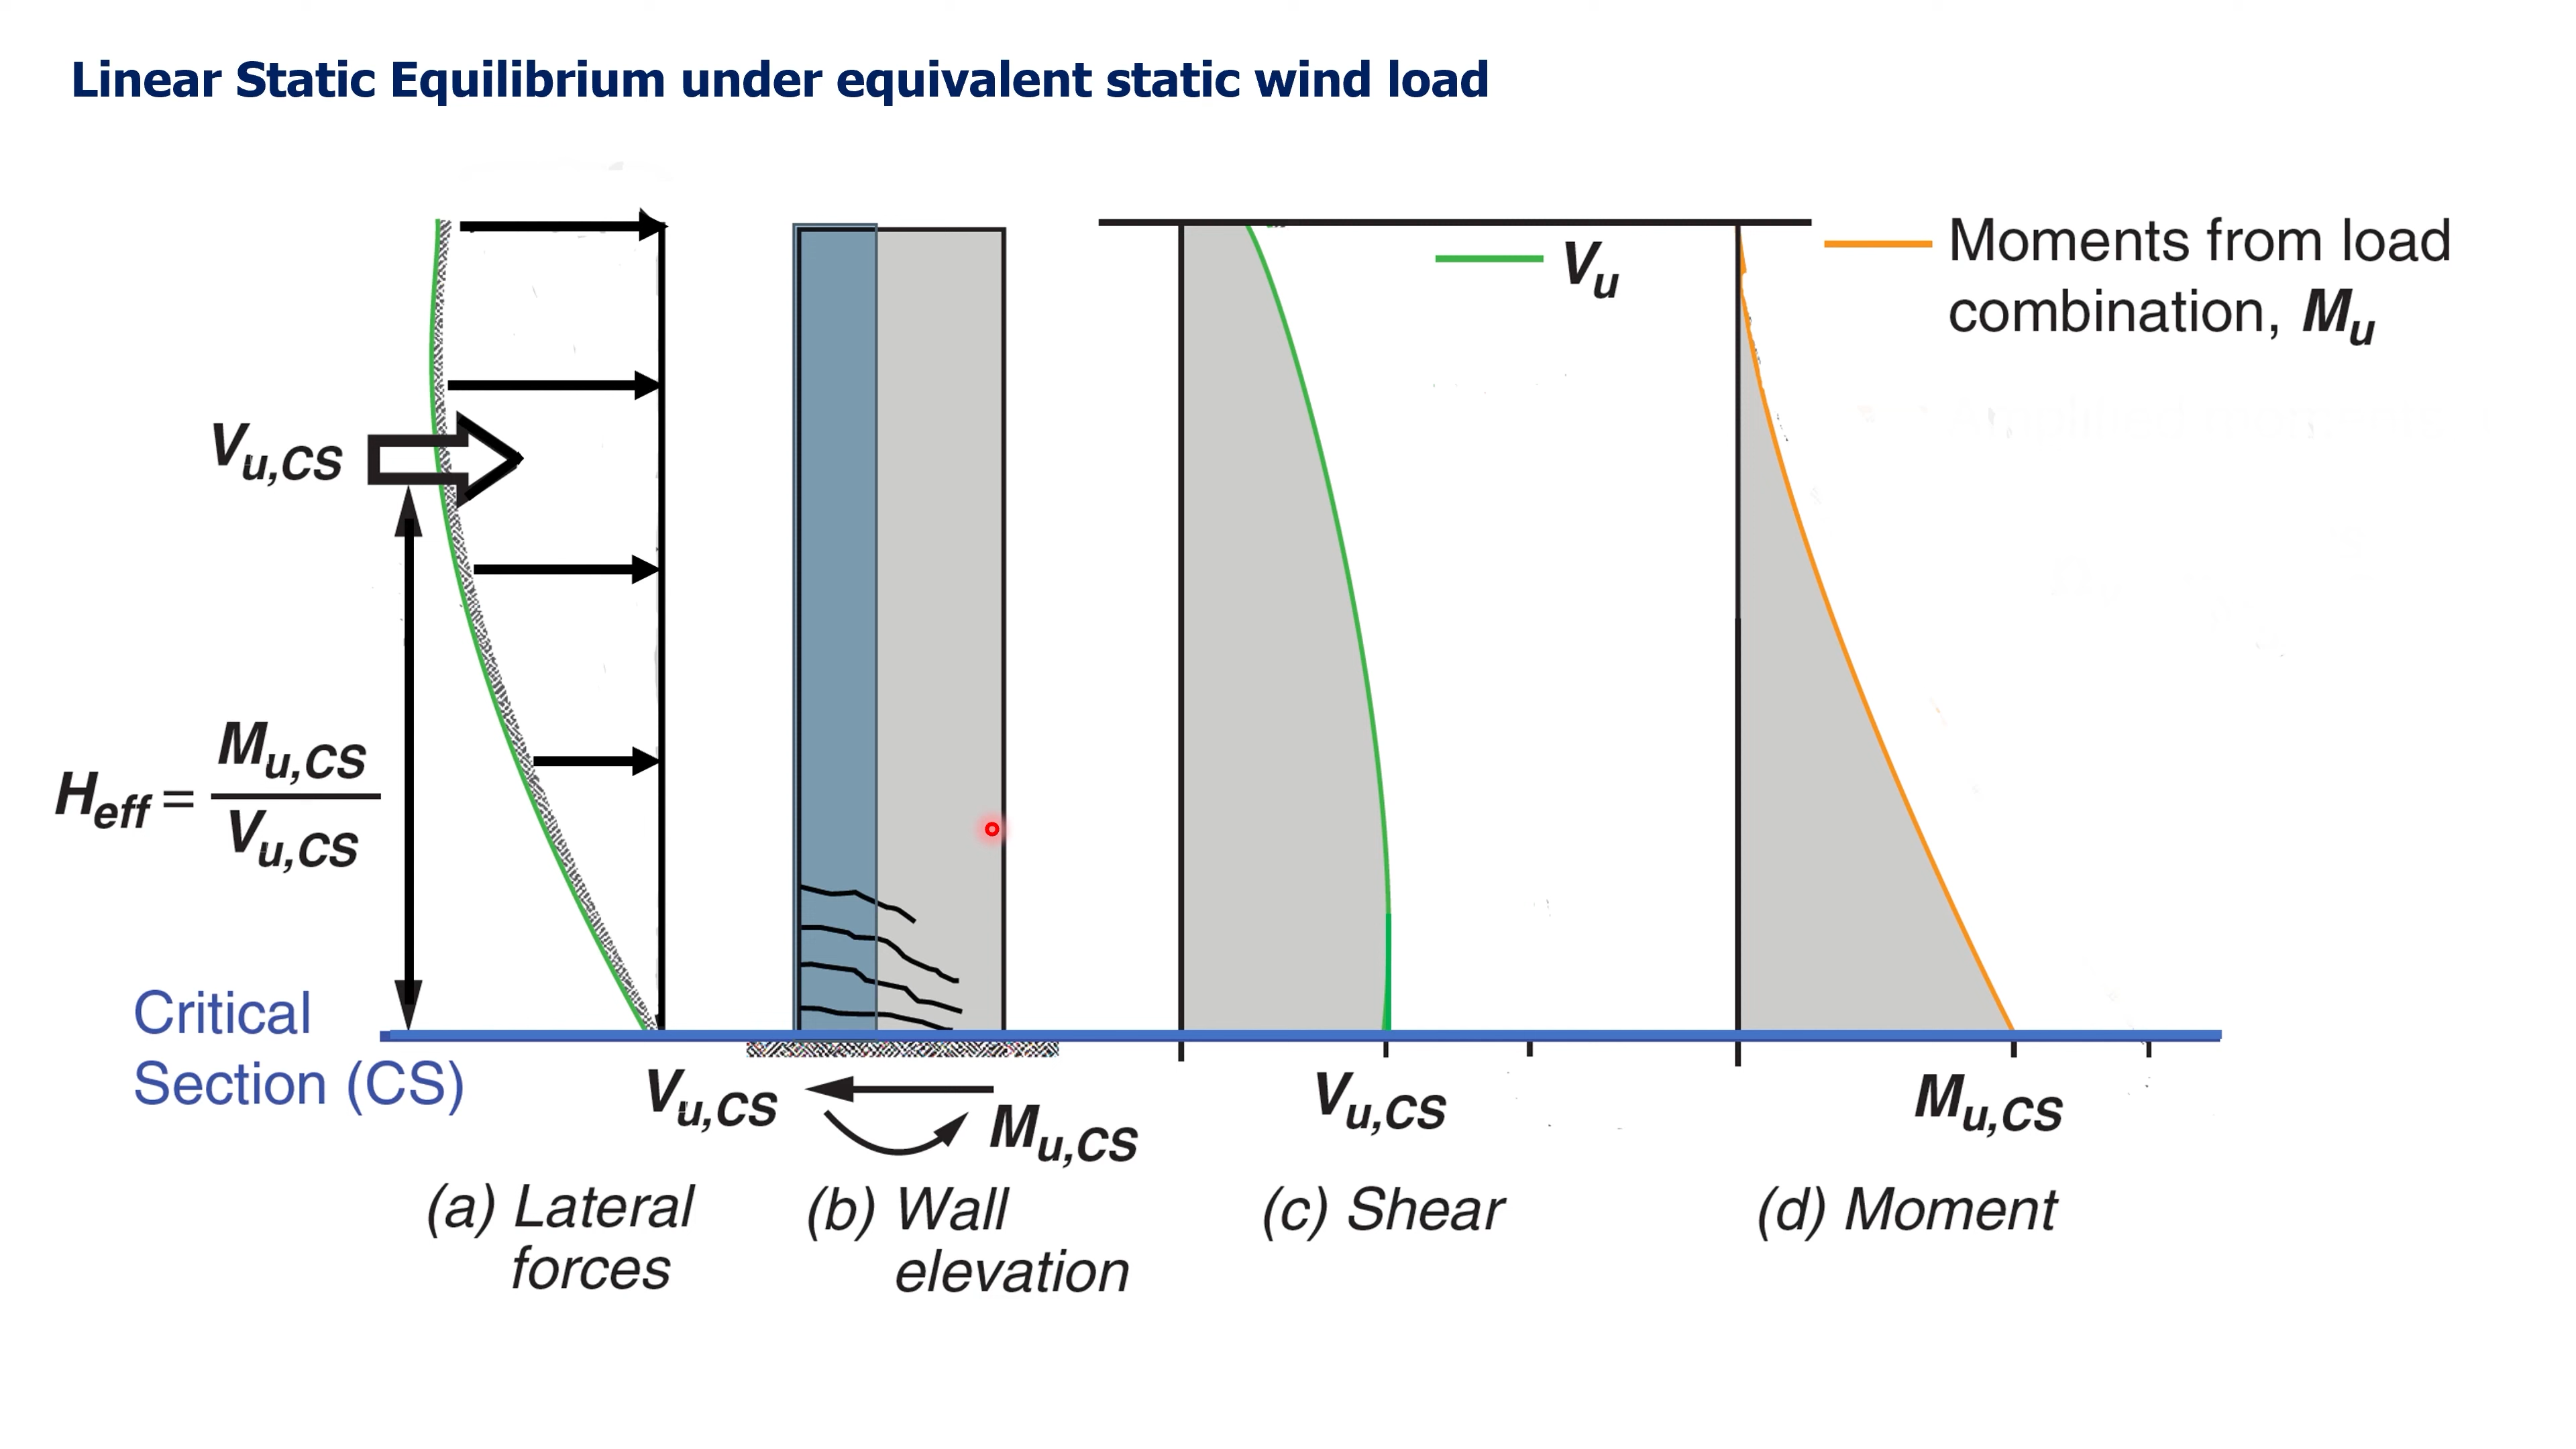 Linear Static Equilibrium under equivalent static wind load
Moments from load
combination, Mu
Vu
Vu,CS
Heff = Mu,CS
Vu,CS
Critical
Section (CS)
Vu,CS
Mu,CS
Vu,CS
Mu,CS
(a) Lateral
forces
(b) Wall
elevation
(c) Shear
(d) Moment